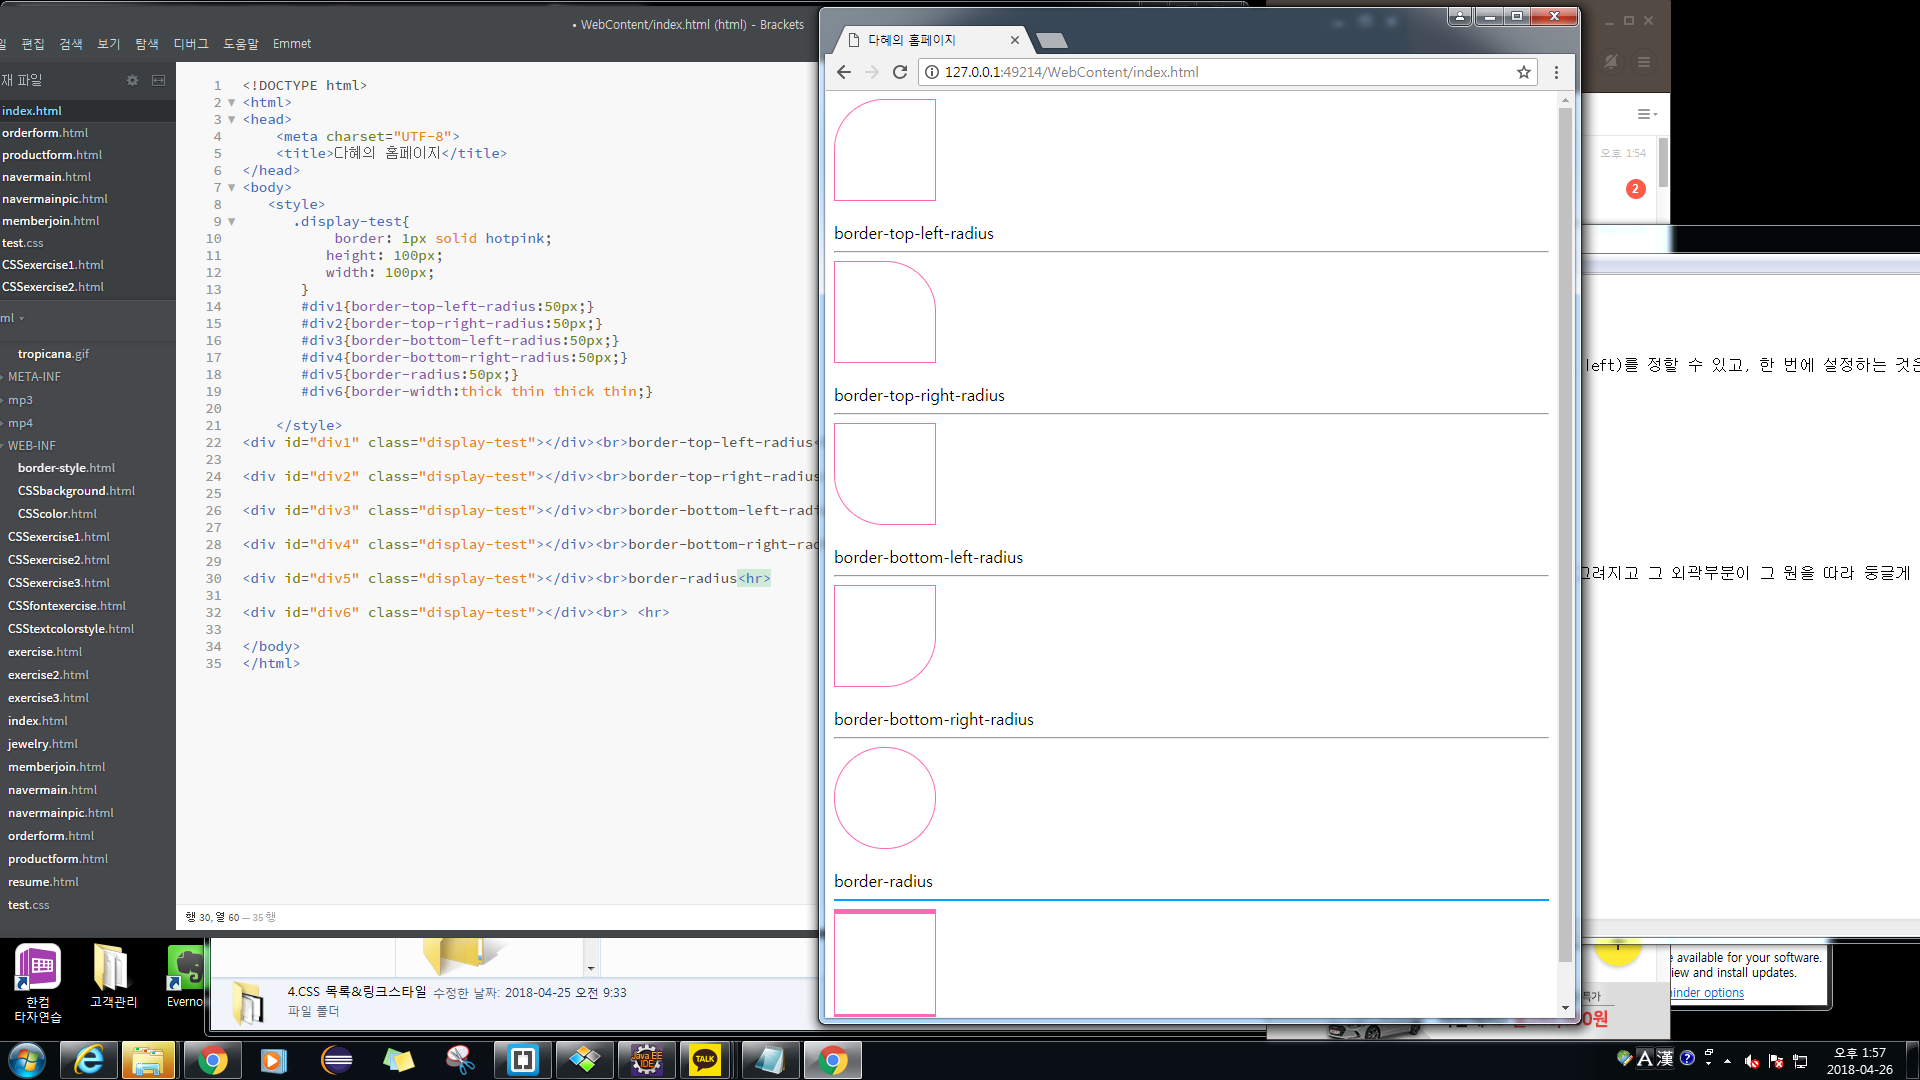 • WebContent/index.html (html) - Brackets
편집 검색 보기 탐색 디버그 도움말 Emmet
재 파일
index.html
orderform.html
productform.html
navermain.html
navermainpic.html
memberjoin.html
test.css
CSSexercise1.html
CSSexercise2.html
ml
tropicana.gif
META-INF
mp3
mp4
WEB-INF
border-style.html
CSSbackground.html
CSScolor.html
CSSexercise1.html
CSSexercise2.html
CSSexercise3.html
CSSfontexercise.html
CSStextcolorstyle.html
exercise.html
exercise2.html
exercise3.html
index.html
jewelry.html
memberjoin.html
navermain.html
navermainpic.html
orderform.html
productform.html
resume.html
test.css
1 <!DOCTYPE html>
2 <html>
3 <head>
4 <meta charset="UTF-8">
5 <title>다혜의 홈페이지</title>
6 </head>
7 <body>
8 <style>
9 .display-test{
10 border: 1px solid hotpink;
11 height: 100px;
12 width: 100px;
13 }
14 #div1{border-top-left-radius:50px;}
15 #div2{border-top-right-radius:50px;}
16 #div3{border-bottom-left-radius:50px;}
17 #div4{border-bottom-right-radius:50px;}
18 #div5{border-radius:50px;}
19 #div6{border-width:thick thin thick thin;}
20
21 </style>
22 <div id="div1" class="display-test"></div><br>border-top-left-radius<
23
24 <div id="div2" class="display-test"></div><br>border-top-right-radius
25
26 <div id="div3" class="display-test"></div><br>border-bottom-left-radi
27
28 <div id="div4" class="display-test"></div><br>border-bottom-right-rad
29
30 <div id="div5" class="display-test"></div><br>border-radius<hr>
31
32 <div id="div6" class="display-test"></div><br> <hr>
33
34 </body>
35 </html>
행 30, 열 60 — 35 행
다혜의 홈페이지
127.0.0.1:49214/WebContent/index.html
border-top-left-radius
border-top-right-radius
border-bottom-left-radius
border-bottom-right-radius
border-radius
오후 1:54
2
left)를 정할 수 있고, 한 번에 설정하는 것은
그려지고 그 외곽부분이 그 원을 따라 둥글게
e available for your software.
iew and install updates.
inder options
특가
0원
한컴
타자연습
고객관리
Everno
4.CSS 목록&링크스타일 수정한 날짜: 2018-04-25 오전 9:33
파일 폴더
Java EE
IDE
TALK
A 漢
오후 1:57
2018-04-26